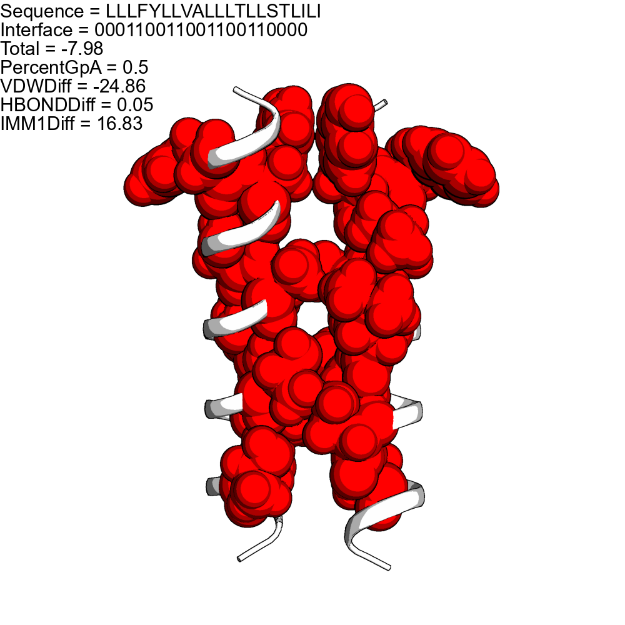 Sequence = LLLFYLLVALLLTLLSTLILI
Interface = 000110011001100110000
Total = -7.98
PercentGpA = 0.5
VDWDiff = -24.86
HBONDDiff = 0.05
IMM1Diff = 16.83